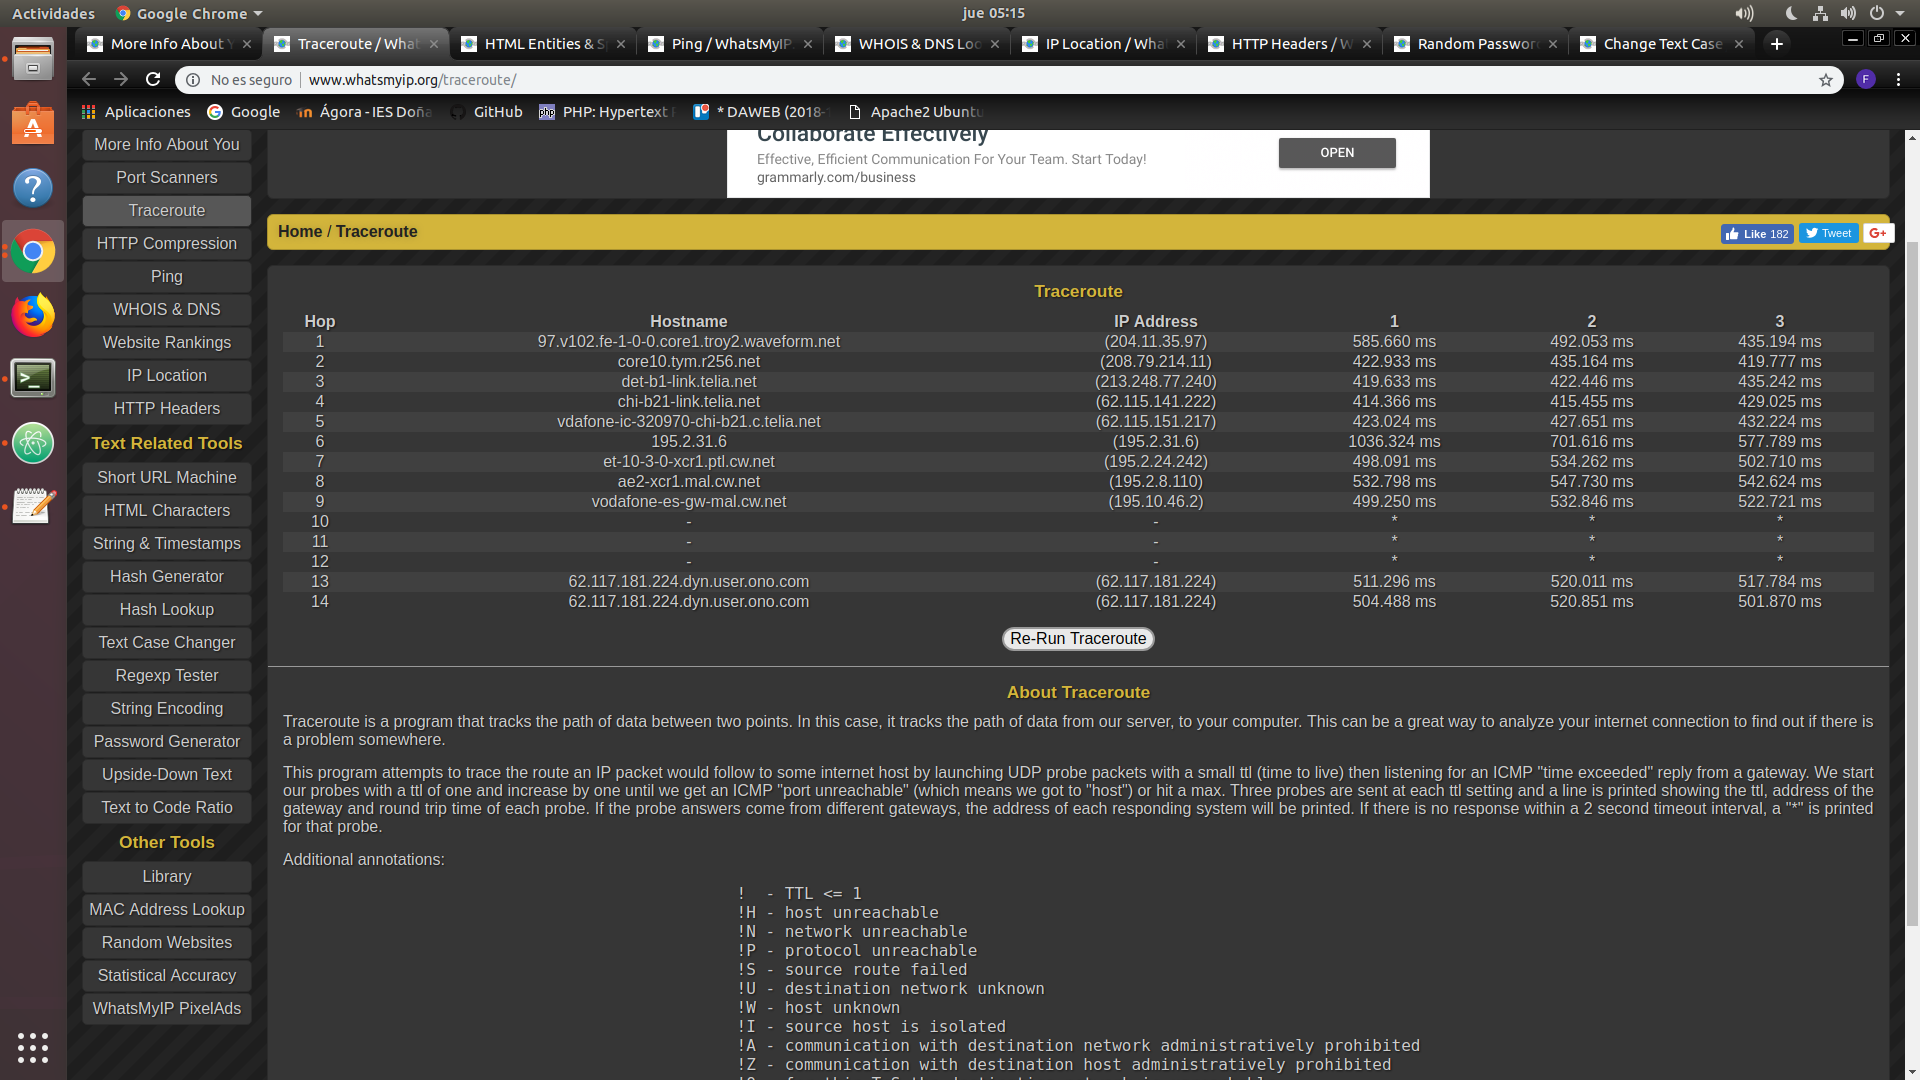 Actividades Google Chrome jue 05:15
More Info About Y Traceroute / What HTML Entities & S Ping / WhatsMyIP WHOIS & DNS Loo IP Location / Wha HTTP Headers / W Random Passwor Change Text Case
No es seguro www.whatsmyip.org/traceroute/ F
Aplicaciones Google Ágora - IES Doña GitHub PHP: Hypertext * DAWEB (2018- Apache2 Ubuntu
More Info About You
Port Scanners
Traceroute
HTTP Compression
Ping
WHOIS & DNS
Website Rankings
IP Location
HTTP Headers
Text Related Tools
Short URL Machine
HTML Characters
String & Timestamps
Hash Generator
Hash Lookup
Text Case Changer
Regexp Tester
String Encoding
Password Generator
Upside-Down Text
Text to Code Ratio
Other Tools
Library
MAC Address Lookup
Random Websites
Statistical Accuracy
WhatsMyIP PixelAds
Collaborate Effectively
Effective, Efficient Communication For Your Team. Start Today!
grammarly.com/business
OPEN
Home / Traceroute
Like 182 Tweet G+
Traceroute
Hop Hostname IP Address 1 2 3
1 97.v102.fe-1-0-0.core1.troy2.waveform.net (204.11.35.97) 585.660 ms 492.053 ms 435.194 ms
2 core10.tym.r256.net (208.79.214.11) 422.933 ms 435.164 ms 419.777 ms
3 det-b1-link.telia.net (213.248.77.240) 419.633 ms 422.446 ms 435.242 ms
4 chi-b21-link.telia.net (62.115.141.222) 414.366 ms 415.455 ms 429.025 ms
5 vdafone-ic-320970-chi-b21.c.telia.net (62.115.151.217) 423.024 ms 427.651 ms 432.224 ms
6 195.2.31.6 (195.2.31.6) 1036.324 ms 701.616 ms 577.789 ms
7 et-10-3-0-xcr1.ptl.cw.net (195.2.24.242) 498.091 ms 534.262 ms 502.710 ms
8 ae2-xcr1.mal.cw.net (195.2.8.110) 532.798 ms 547.730 ms 542.624 ms
9 vodafone-es-gw-mal.cw.net (195.10.46.2) 499.250 ms 532.846 ms 522.721 ms
10 - - * * *
11 - - * * *
12 - - * * *
13 62.117.181.224.dyn.user.ono.com (62.117.181.224) 511.296 ms 520.011 ms 517.784 ms
14 62.117.181.224.dyn.user.ono.com (62.117.181.224) 504.488 ms 520.851 ms 501.870 ms
Re-Run Traceroute
About Traceroute
Traceroute is a program that tracks the path of data between two points. In this case, it tracks the path of data from our server, to your computer. This can be a great way to analyze your internet connection to find out if there is
a problem somewhere.
This program attempts to trace the route an IP packet would follow to some internet host by launching UDP probe packets with a small ttl (time to live) then listening for an ICMP "time exceeded" reply from a gateway. We start
our probes with a ttl of one and increase by one until we get an ICMP "port unreachable" (which means we got to "host") or hit a max. Three probes are sent at each ttl setting and a line is printed showing the ttl, address of the
gateway and round trip time of each probe. If the probe answers come from different gateways, the address of each responding system will be printed. If there is no response within a 2 second timeout interval, a "*" is printed
for that probe.
Additional annotations:
! - TTL <= 1
!H - host unreachable
!N - network unreachable
!P - protocol unreachable
!S - source route failed
!U - destination network unknown
!W - host unknown
!I - source host is isolated
!A - communication with destination network administratively prohibited
!Z - communication with destination host administratively prohibited